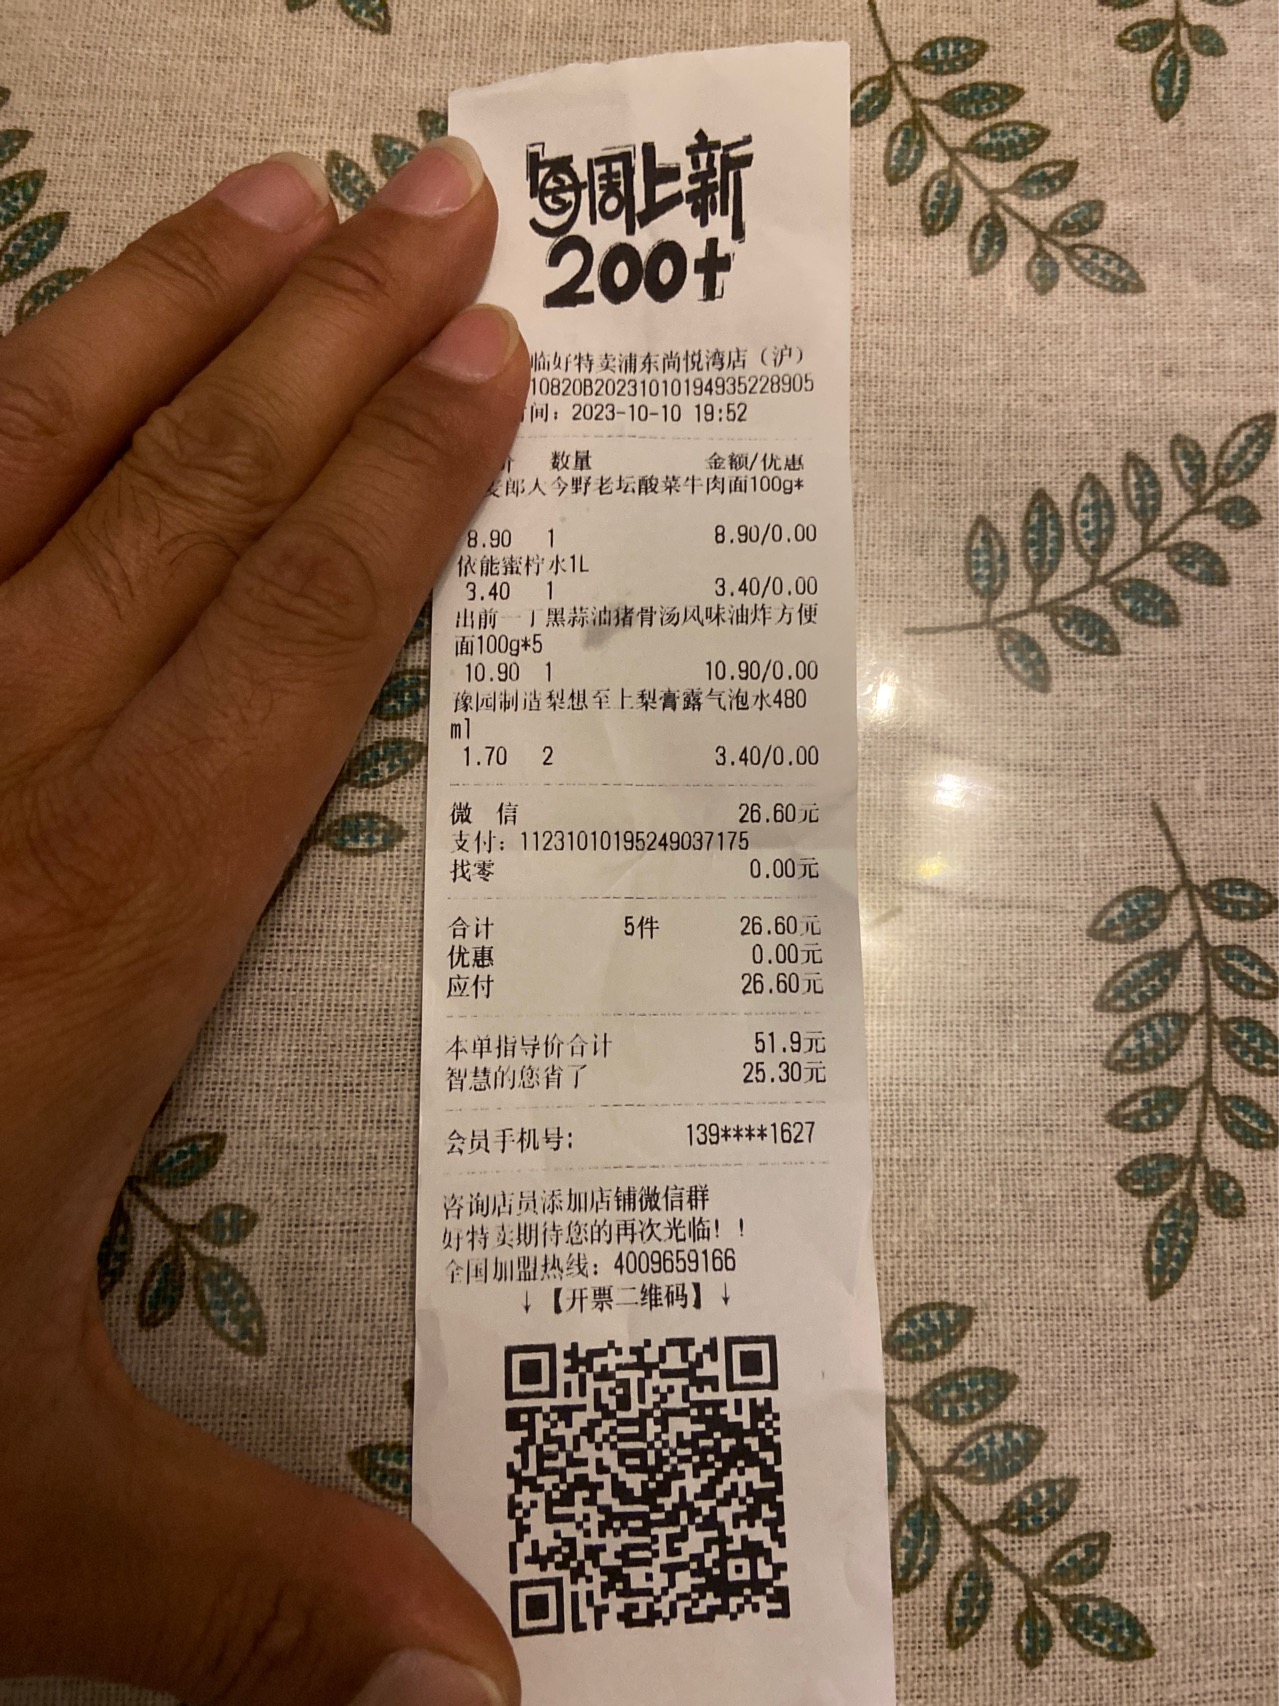 每周上新
200+
临好特卖浦东尚悦湾店（沪）
10820B20231010194935228905
间：2023-10-10 19:52
价 数量 金额/优惠
麦郎人今野老坛酸菜牛肉面100g*
8.90 1 8.90/0.00
依能蜜柠水1L
3.40 1 3.40/0.00
出前一丁黑蒜油猪骨汤风味油炸方便
面100g*5
10.90 1 10.90/0.00
豫园制造梨想至上梨膏露气泡水480
ml
1.70 2 3.40/0.00
微 信 26.60元
支付：11231010195249037175
找零 0.00元
合计 5件 26.60元
优惠 0.00元
应付 26.60元
本单指导价合计 51.9元
智慧的您省了 25.30元
会员手机号： 139****1627
咨询店员添加店铺微信群
好特卖期待您的再次光临！！
全国加盟热线：4009659166
↓【开票二维码】↓